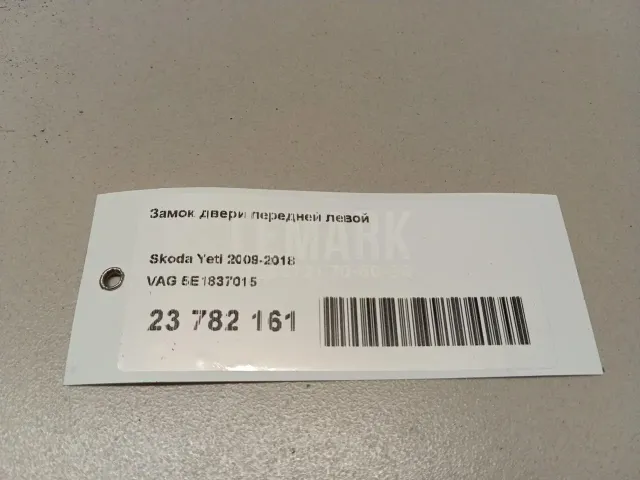 Замок двери передней левой
Skoda Yeti 2009-2018
VAG 5E1837015
23 782 161